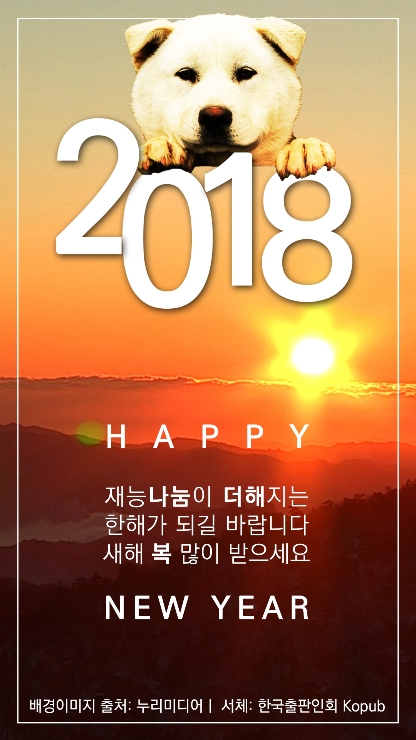 2018
HAPPY
재능나눔이 더해지는
한해가 되길 바랍니다
새해 복 많이 받으세요
NEW YEAR
배경이미지 출처: 누리미디어 | 서체: 한국출판인회 Kopub